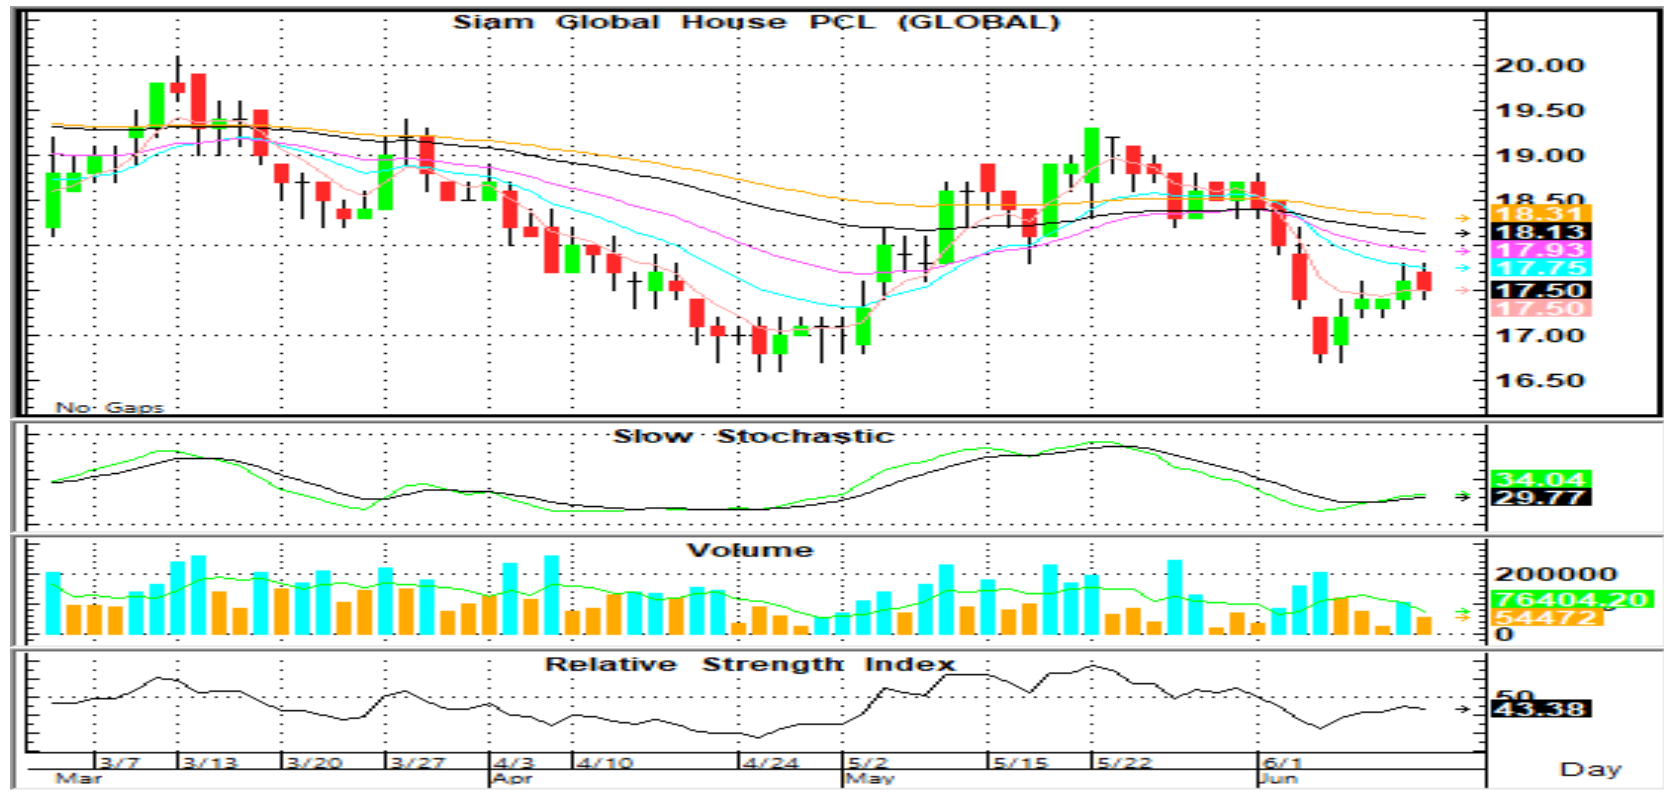 Siam Global House PCL (GLOBAL)
20.00
19.50
19.00
18.50
18.31
18.13
17.93
17.75
17.50
17.50
17.00
16.50
No Gaps
Slow Stochastic
34.04
29.77
Volume
200000
76404.20
54472
0
Relative Strength Index
50
43.38
3/7 3/13 3/20 3/27 4/3 4/10 4/24 5/2 5/15 5/22 6/1
Mar Apr May Jun
Day